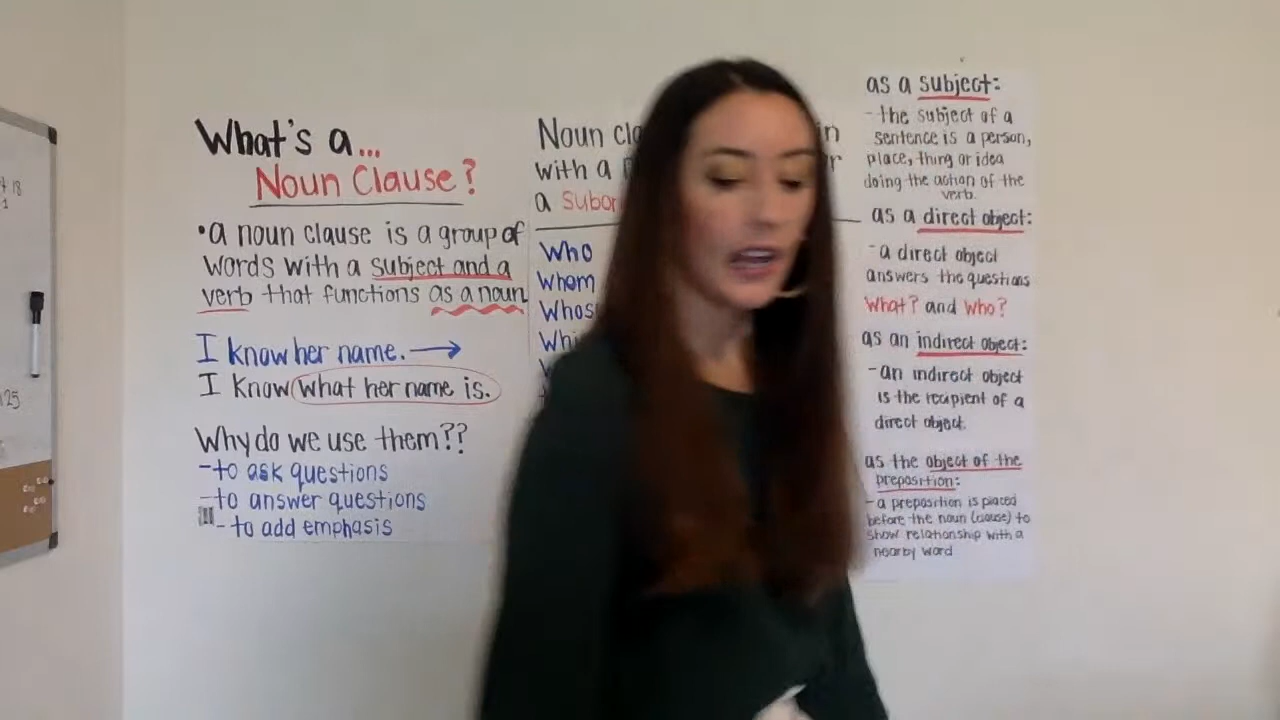 What's a...
Noun Clause?
•a noun clause is a group of
words with a subject and a
verb that functions as a noun
I know her name. →
I know what her name is.
Why do we use them??
-to ask questions
-to answer questions
- to add emphasis
Noun in
with a
a
Who
Whom
as a subject:
- the subject of a
sentence is a person,
place, thing or idea
doing the action of the
verb.
as a direct object:
- a direct object
answers the questions
What? and Who?
as an indirect object:
- an indirect object
is the recipient of a
direct object.
as the object of the
preposition:
- a preposition is placed
before the noun (clause) to
show relationship with a
nearby word
18
1
25